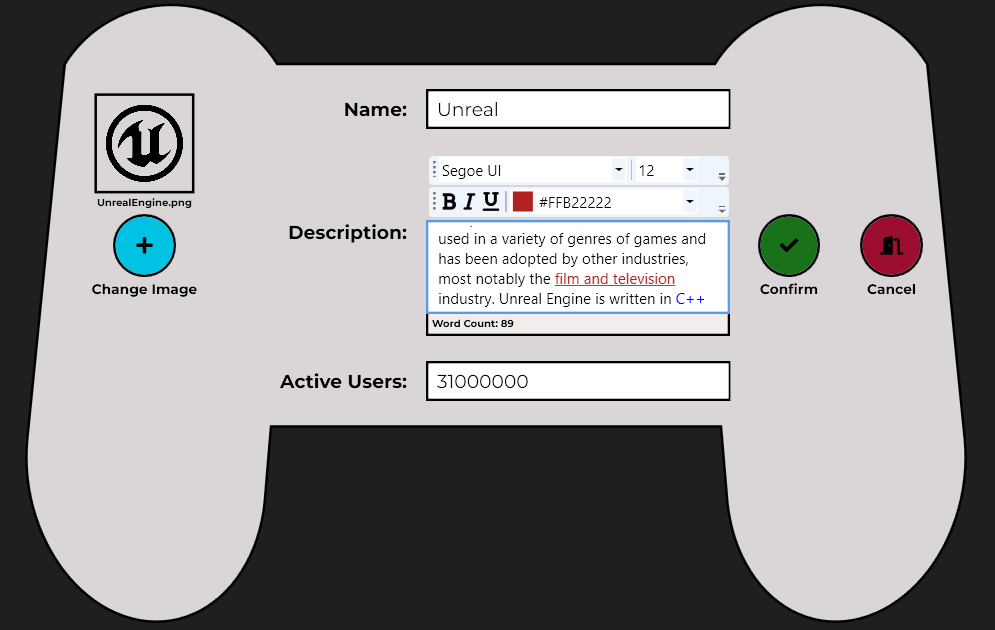 Name:
Unreal
UnrealEngine.png
Change Image
Segoe UI
12
B I U
#FFB22222
Description:
used in a variety of genres of games and
has been adopted by other industries,
most notably the film and television
industry. Unreal Engine is written in C++
Word Count: 89
Confirm
Cancel
Active Users:
31000000